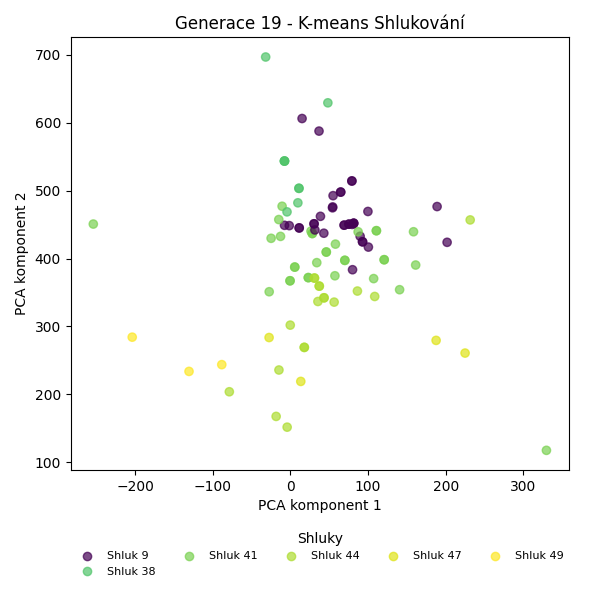 Generace 19 - K-means Shlukování
700
600
500
400
300
200
100
PCA komponent 2
−200 −100 0 100 200 300
PCA komponent 1
Shluky
Shluk 9 Shluk 41 Shluk 44 Shluk 47 Shluk 49
Shluk 38